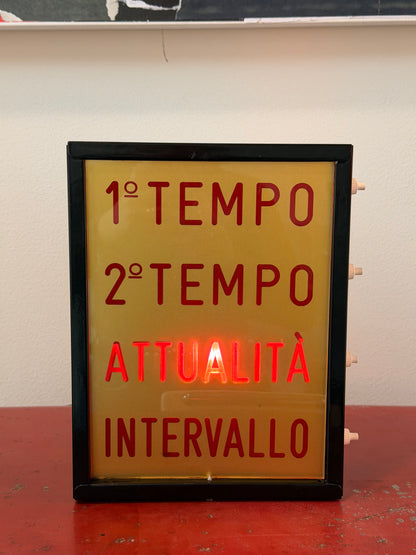 1º TEMPO
2º TEMPO
ATTUALITÀ
INTERVALLO